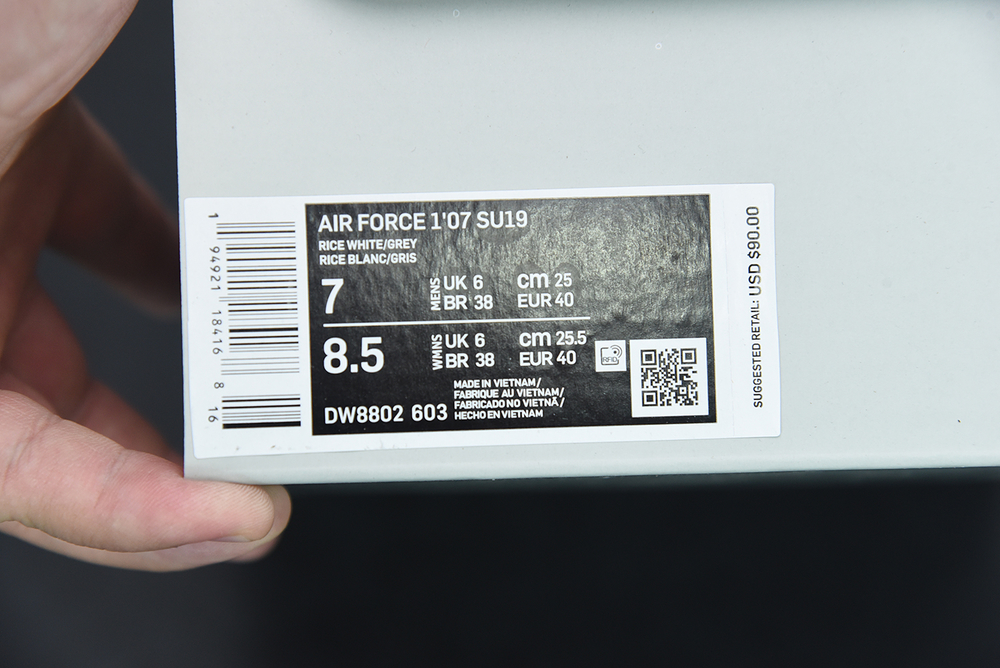 1
94921
18416
8
16
AIR FORCE 1'07 SU19
RICE WHITE/GREY
RICE BLANC/GRIS
7
MENS
UK 6
cm 25
BR 38
EUR 40
8.5
WMNS
UK 6
cm 25.5
BR 38
EUR 40
DW8802 603
MADE IN VIETNAM/
FABRIQUE AU VIETNAM/
FABRICADO NO VIETNÃ/
HECHO EN VIETNAM
RFID
SUGGESTED RETAIL: USD $90.00